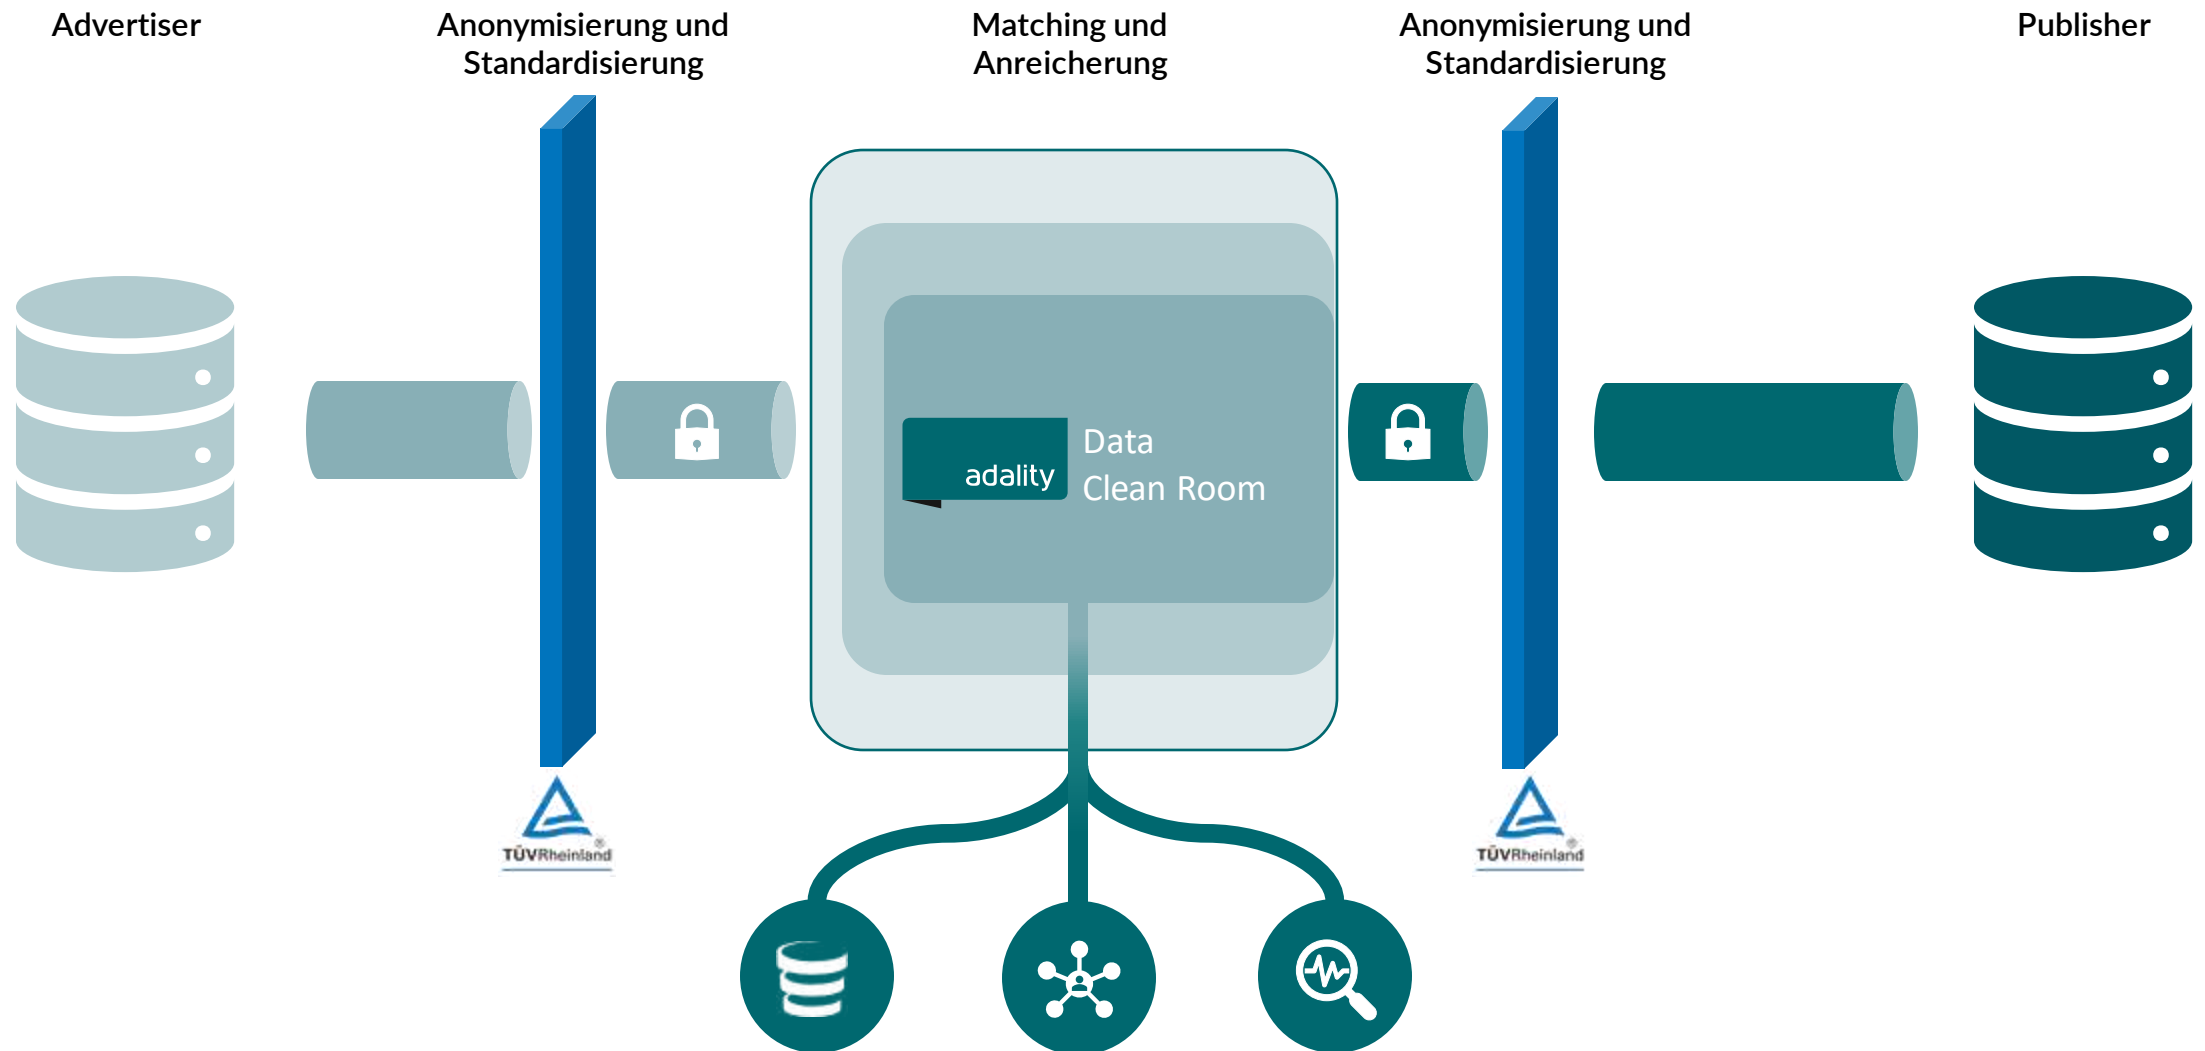 Advertiser
Anonymisierung und
Standardisierung
Matching und
Anreicherung
Anonymisierung und
Standardisierung
Publisher
adality
Data
Clean Room
TÜVRheinland®
TÜVRheinland®